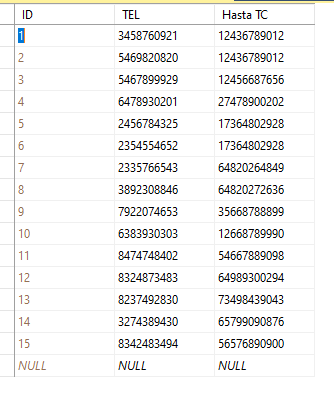 ID TEL Hasta TC
1 3458760921 12436789012
2 5469820820 12436789012
3 5467899929 12456687656
4 6478930201 27478900202
5 2456784325 17364802928
6 2354554652 17364802928
7 2335766543 64820264849
8 3892308846 64820272636
9 7922074653 35668788899
10 6383930303 12668789990
11 8474748402 54667889098
12 8324873483 64989300294
13 8237492830 73498439043
14 3274389430 65799090876
15 8342483494 56576890900
NULL NULL NULL